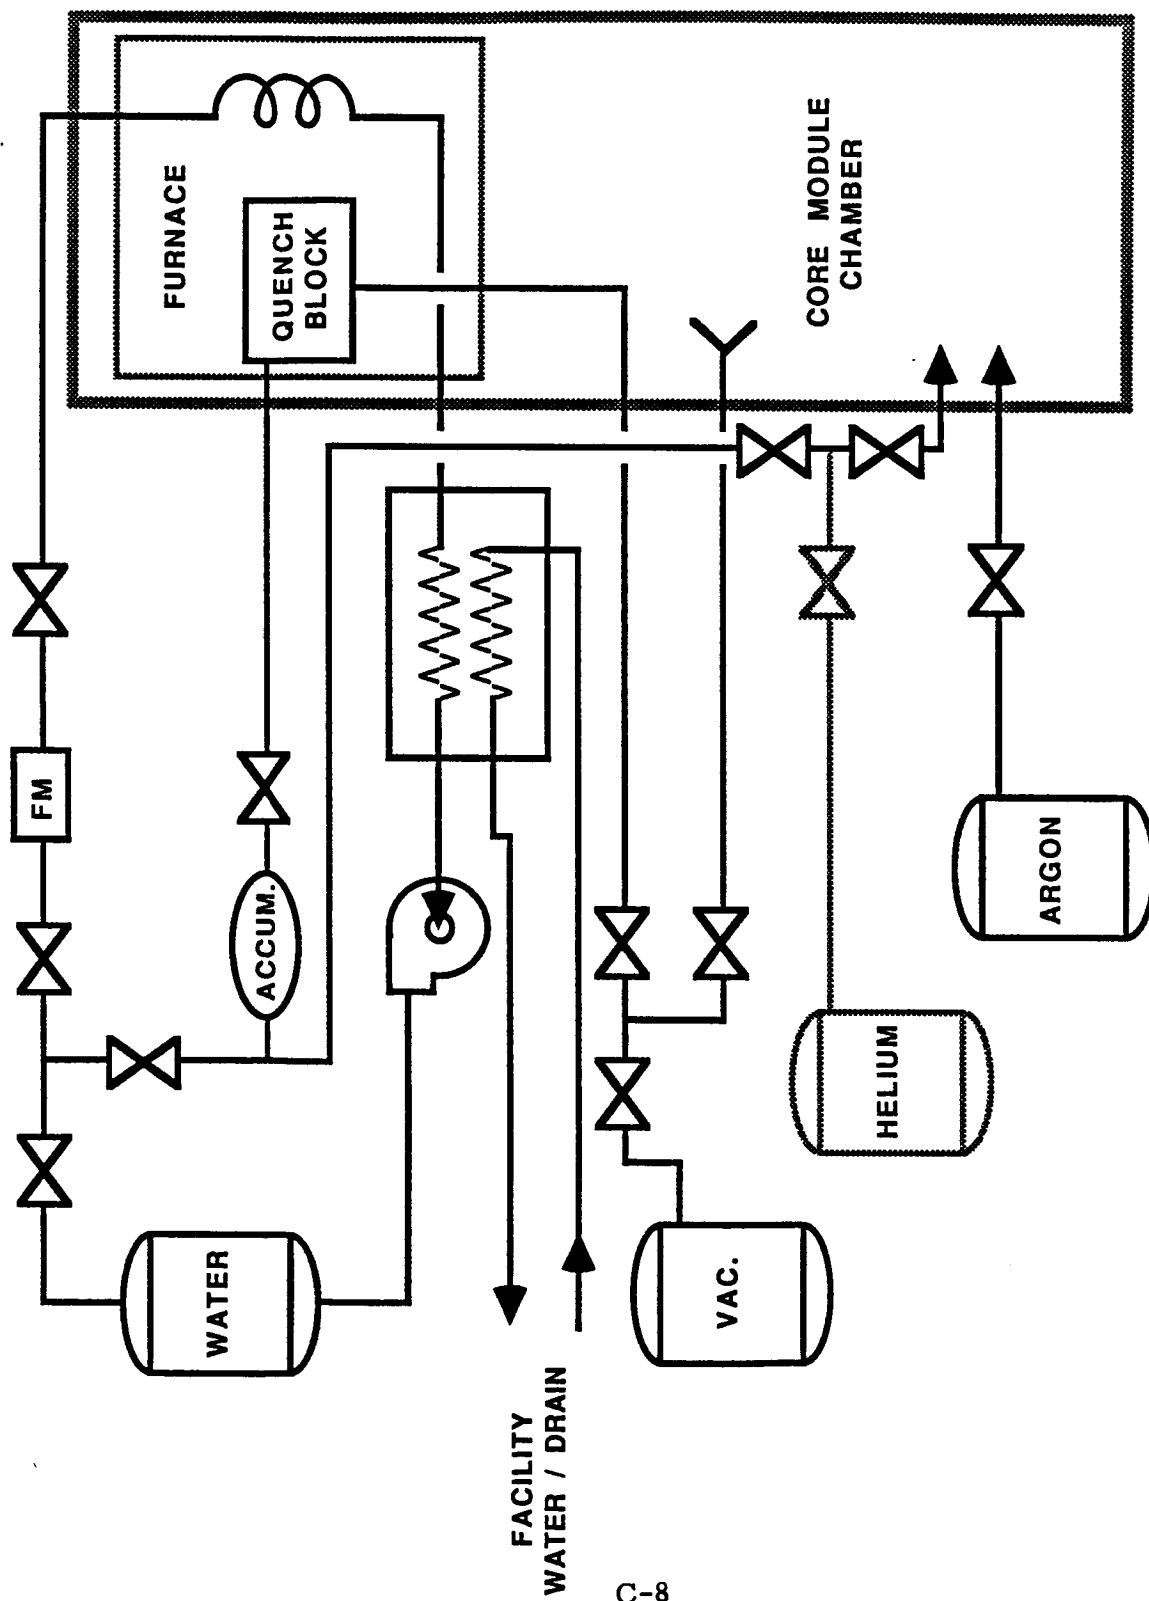 FURNACE
QUENCH
BLOCK
CORE MODULE
CHAMBER
FM
ACCUM.
WATER
FACILITY
WATER / DRAIN
VAC.
HELIUM
ARGON
C-8